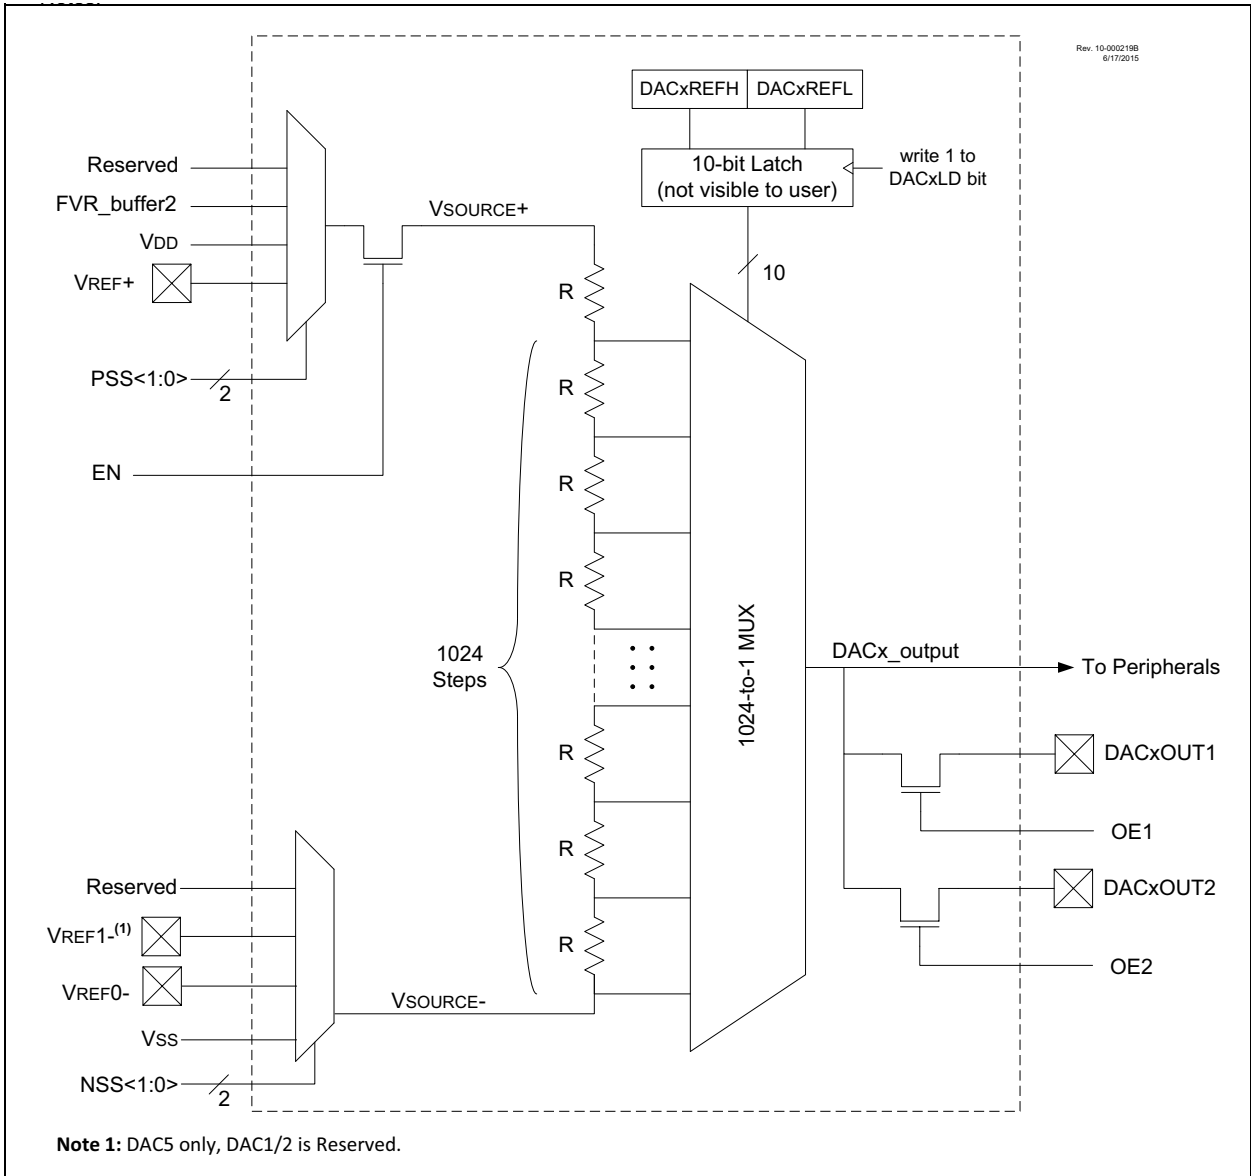 Rev. 10-000219B
6/17/2015
DACxREFH
DACxREFL
10-bit Latch
(not visible to user)
write 1 to
DACxLD bit
10
Reserved
FVR_buffer2
VDD
VREF+
PSS<1:0>
2
EN
VSOURCE+
R
R
R
R
1024
Steps
R
R
R
1024-to-1 MUX
DACx_output
To Peripherals
DACxOUT1
OE1
DACxOUT2
OE2
Reserved
VREF1-(1)
VREF0-
VSS
NSS<1:0>
2
VSOURCE-
Note 1: DAC5 only, DAC1/2 is Reserved.